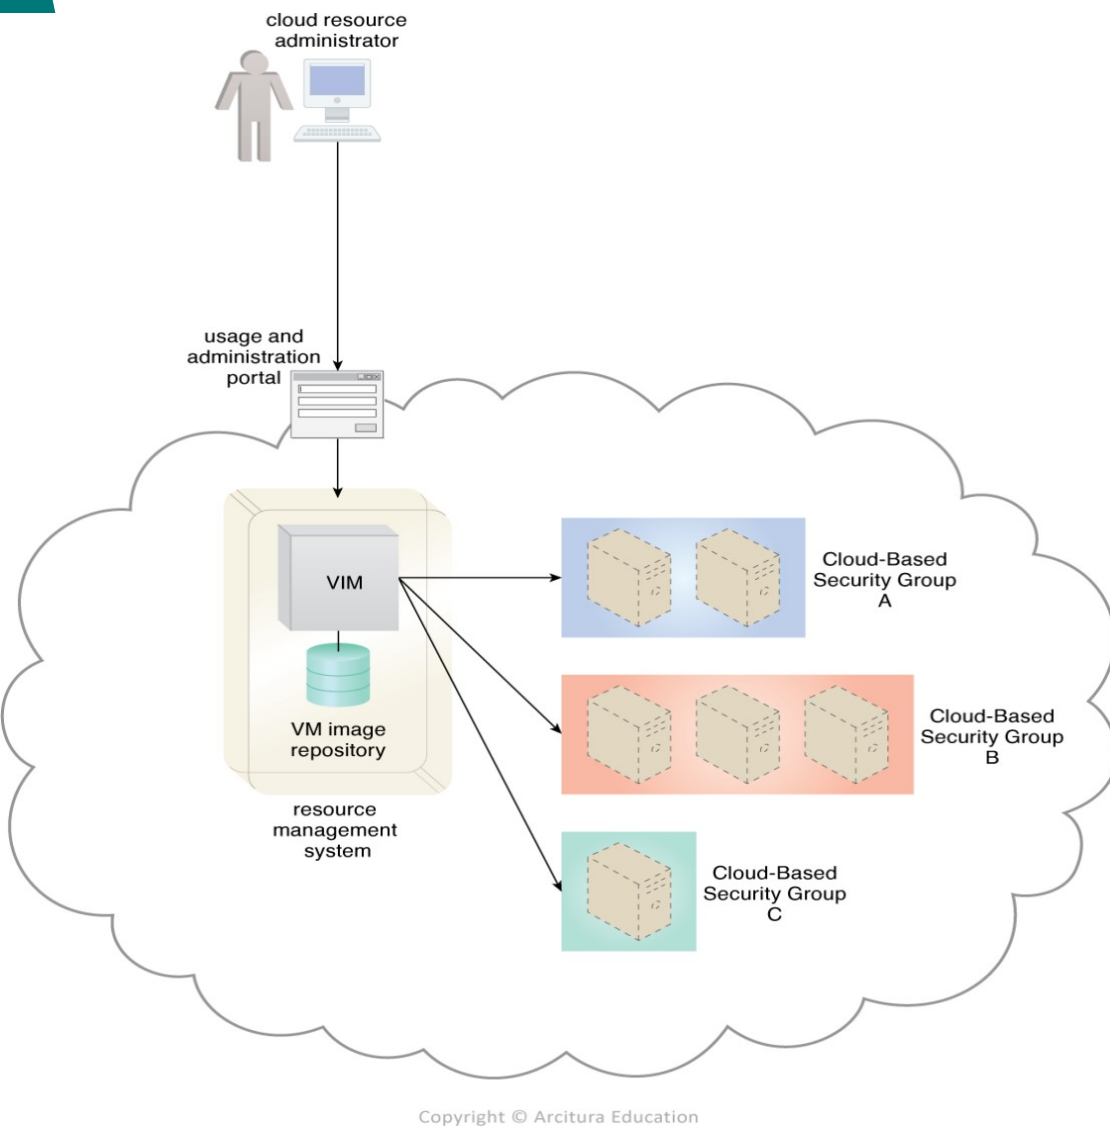 cloud resource
administrator
usage and
administration
portal
VIM
VM image
repository
resource
management
system
Cloud-Based
Security Group
A
Cloud-Based
Security Group
B
Cloud-Based
Security Group
C
Copyright © Arcitura Education